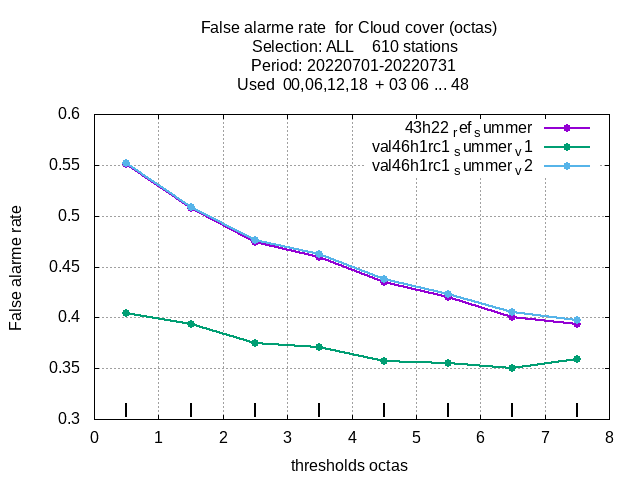 False alarme rate  for Cloud cover (octas)
Selection: ALL    610 stations
Period: 20220701-20220731
Used  00,06,12,18  + 03 06 ... 48
0.6
43h22 ref summer
val46h1rc1 summer v1
val46h1rc1 summer v2
0.55
0.5
0.45
0.4
0.35
0.3
False alarme rate
0 1 2 3 4 5 6 7 8
thresholds octas